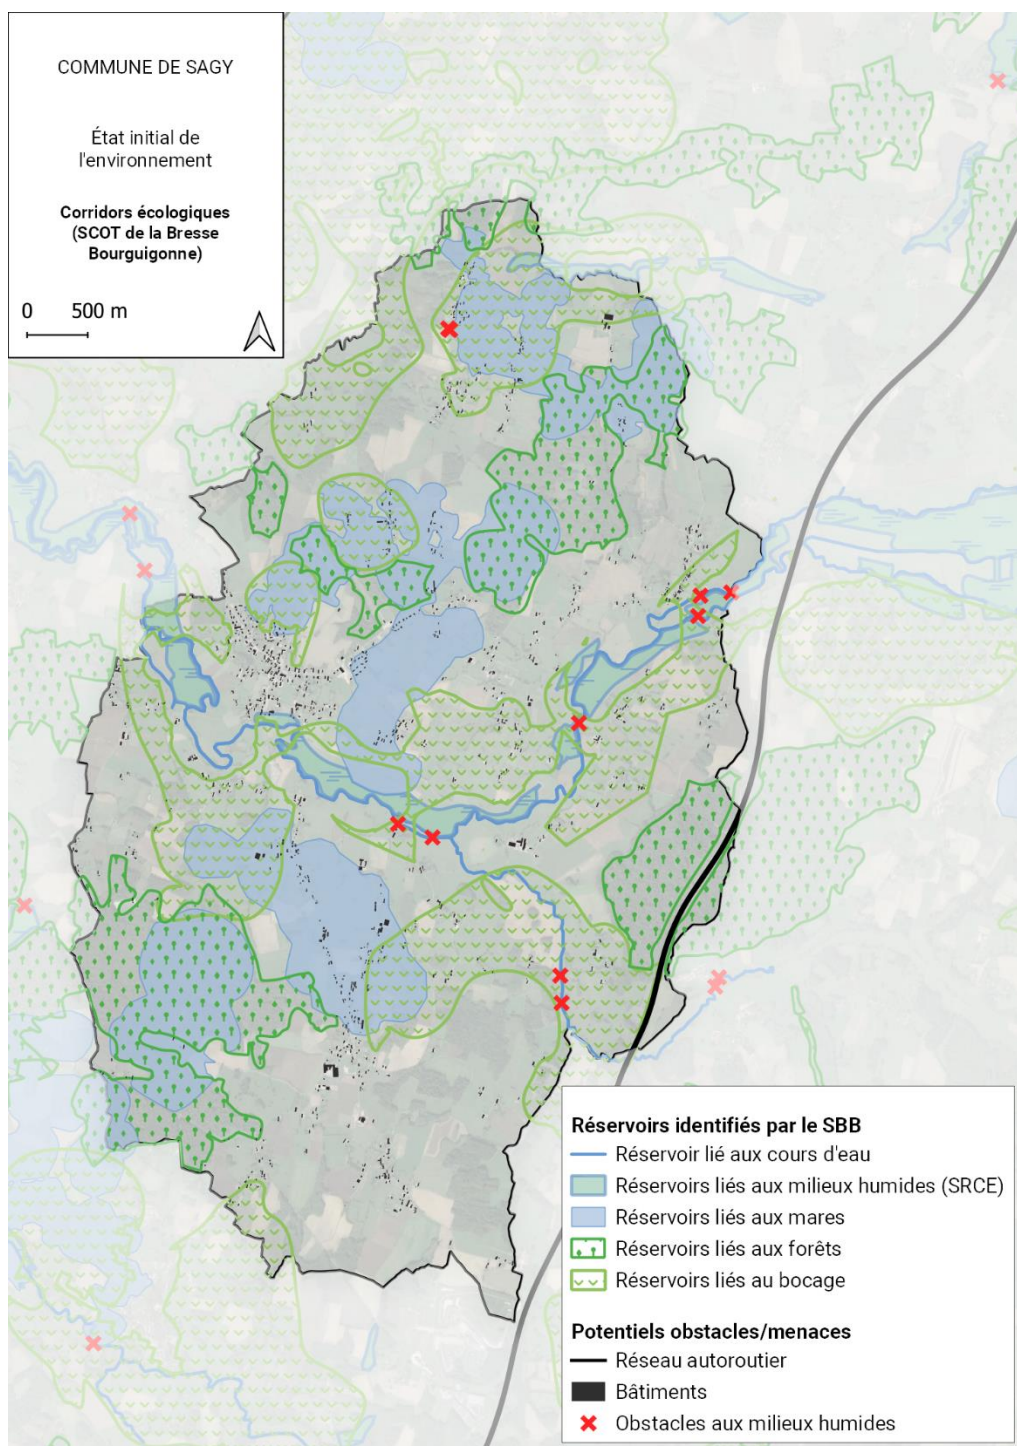 COMMUNE DE SAGY
État initial de
l'environnement
Corridors écologiques
(SCOT de la Bresse
Bourguigonne)
0 500 m
Réservoirs identifiés par le SBB
Réservoir lié aux cours d'eau
Réservoirs liés aux milieux humides (SRCE)
Réservoirs liés aux mares
Réservoirs liés aux forêts
Réservoirs liés au bocage
Potentiels obstacles/menaces
Réseau autoroutier
Bâtiments
Obstacles aux milieux humides